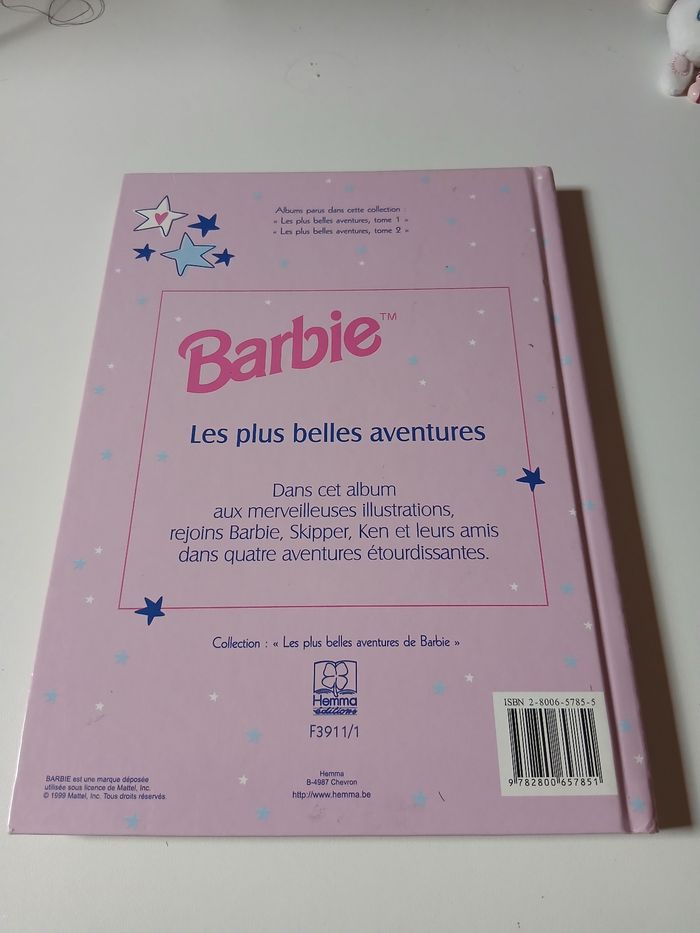 Albums parus dans cette collection :
« Les plus belles aventures, tome 1 »
« Les plus belles aventures, tome 2 »
Barbie™
Les plus belles aventures
Dans cet album
aux merveilleuses illustrations,
rejoins Barbie, Skipper, Ken et leurs amis
dans quatre aventures étourdissantes.
Collection : « Les plus belles aventures de Barbie »
Hemma
éditions
F3911/1
BARBIE est une marque déposée
utilisée sous licence de Mattel, Inc.
© 1999 Mattel, Inc. Tous droits réservés.
Hemma
B-4987 Chevron
http://www.hemma.be
ISBN 2-8006-5785-5
9 782800 657851